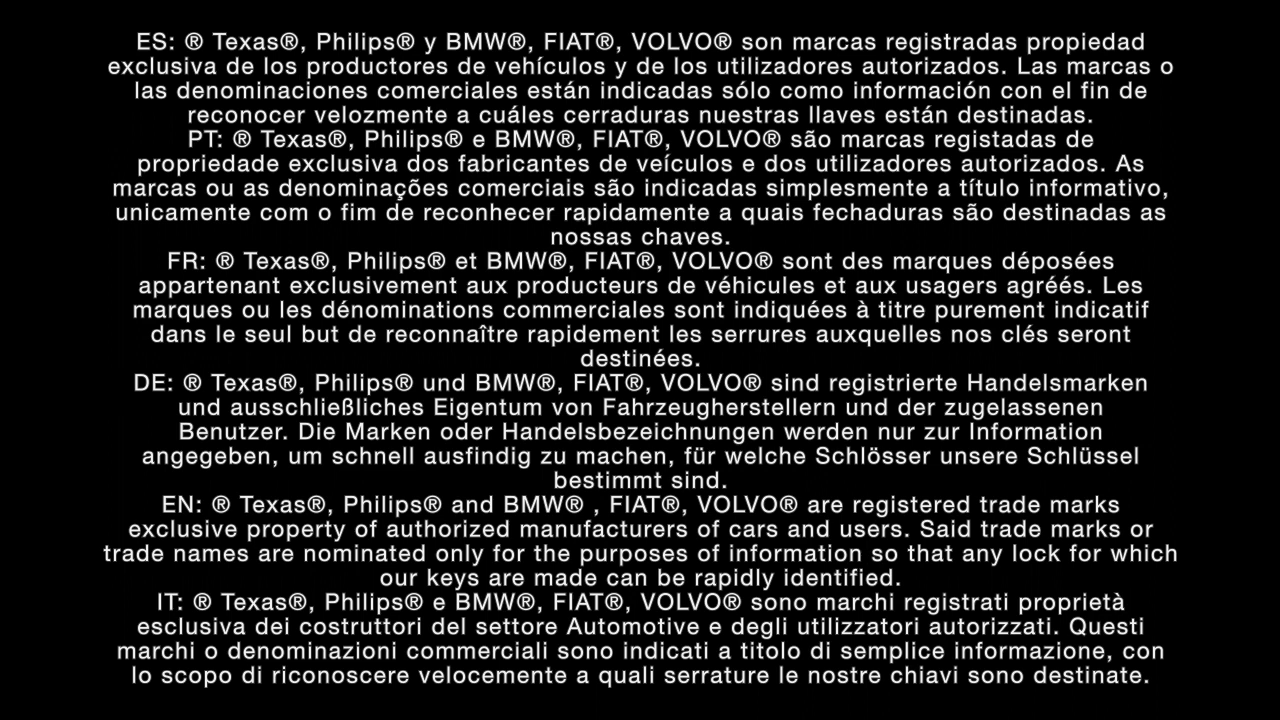 ES: ® Texas®, Philips® y BMW®, FIAT®, VOLVO® son marcas registradas propiedad
exclusiva de los productores de vehículos y de los utilizadores autorizados. Las marcas o
las denominaciones comerciales están indicadas sólo como información con el fin de
reconocer velozmente a cuáles cerraduras nuestras llaves están destinadas.
PT: ® Texas®, Philips® e BMW®, FIAT®, VOLVO® são marcas registadas de
propriedade exclusiva dos fabricantes de veículos e dos utilizadores autorizados. As
marcas ou as denominações comerciais são indicadas simplesmente a título informativo,
unicamente com o fim de reconhecer rapidamente a quais fechaduras são destinadas as
nossas chaves.
FR: ® Texas®, Philips® et BMW®, FIAT®, VOLVO® sont des marques déposées
appartenant exclusivement aux producteurs de véhicules et aux usagers agréés. Les
marques ou les dénominations commerciales sont indiquées à titre purement indicatif
dans le seul but de reconnaître rapidement les serrures auxquelles nos clés seront
destinées.
DE: ® Texas®, Philips® und BMW®, FIAT®, VOLVO® sind registrierte Handelsmarken
und ausschließliches Eigentum von Fahrzeugherstellern und der zugelassenen
Benutzer. Die Marken oder Handelsbezeichnungen werden nur zur Information
angegeben, um schnell ausfindig zu machen, für welche Schlösser unsere Schlüssel
bestimmt sind.
EN: ® Texas®, Philips® and BMW® , FIAT®, VOLVO® are registered trade marks
exclusive property of authorized manufacturers of cars and users. Said trade marks or
trade names are nominated only for the purposes of information so that any lock for which
our keys are made can be rapidly identified.
IT: ® Texas®, Philips® e BMW®, FIAT®, VOLVO® sono marchi registrati proprietà
esclusiva dei costruttori del settore Automotive e degli utilizzatori autorizzati. Questi
marchi o denominazioni commerciali sono indicati a titolo di semplice informazione, con
lo scopo di riconoscere velocemente a quali serrature le nostre chiavi sono destinate.